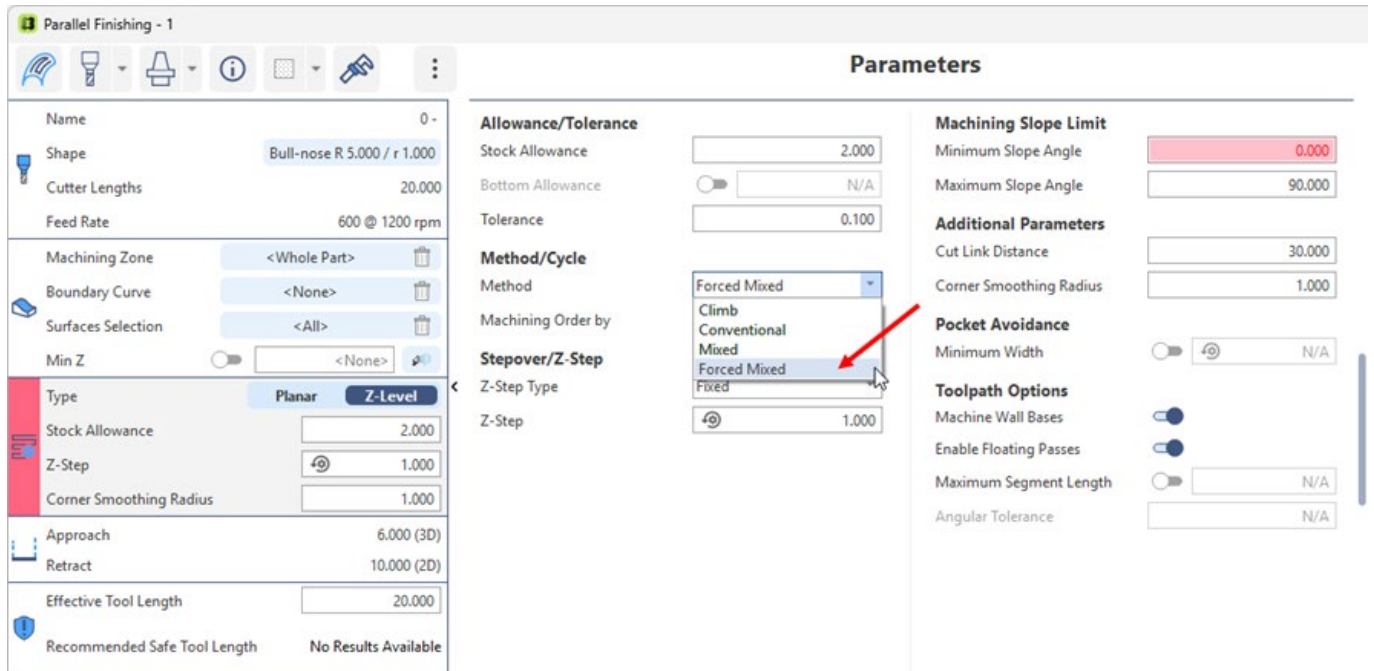 Parallel Finishing - 1
Parameters
Name 0 -
Shape Bull-nose R 5.000 / r 1.000
Cutter Lengths 20.000
Feed Rate 600 @ 1200 rpm
Machining Zone <Whole Part>
Boundary Curve <None>
Surfaces Selection <All>
Min Z <None>
Type Planar Z-Level
Stock Allowance 2.000
Z-Step 1.000
Corner Smoothing Radius 1.000
Approach 6.000 (3D)
Retract 10.000 (2D)
Effective Tool Length 20.000
Recommended Safe Tool Length No Results Available
Allowance/Tolerance
Stock Allowance 2.000
Bottom Allowance N/A
Tolerance 0.100
Method/Cycle
Method Forced Mixed
Climb
Conventional
Mixed
Forced Mixed
Machining Order by
Stepover/Z-Step
Z-Step Type Fixed
Z-Step 1.000
Machining Slope Limit
Minimum Slope Angle 0.000
Maximum Slope Angle 90.000
Additional Parameters
Cut Link Distance 30.000
Corner Smoothing Radius 1.000
Pocket Avoidance
Minimum Width N/A
Toolpath Options
Machine Wall Bases
Enable Floating Passes
Maximum Segment Length N/A
Angular Tolerance N/A